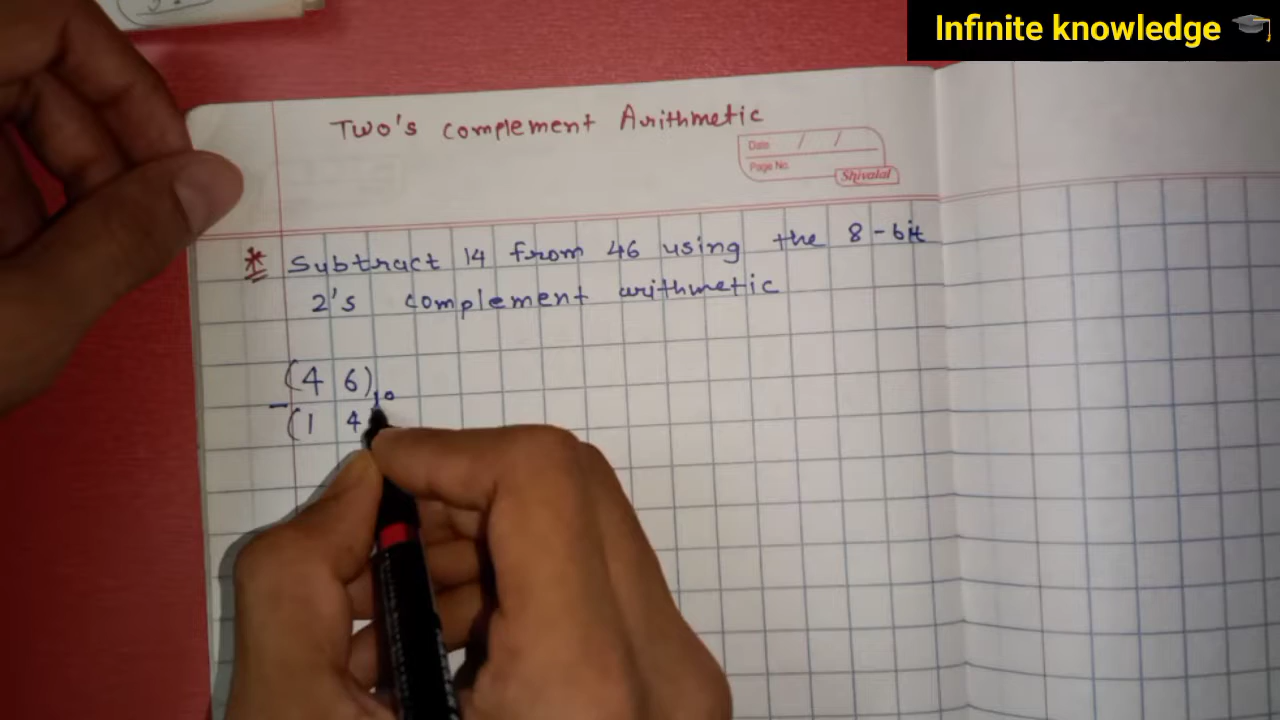 Infinite knowledge 🎓
Two's complement Arithmetic
Date / /
Page No.
Shivalal
* Subtract 14 from 46 using the 8-bit
2's complement arithmetic
(4 6)10
- (1 4